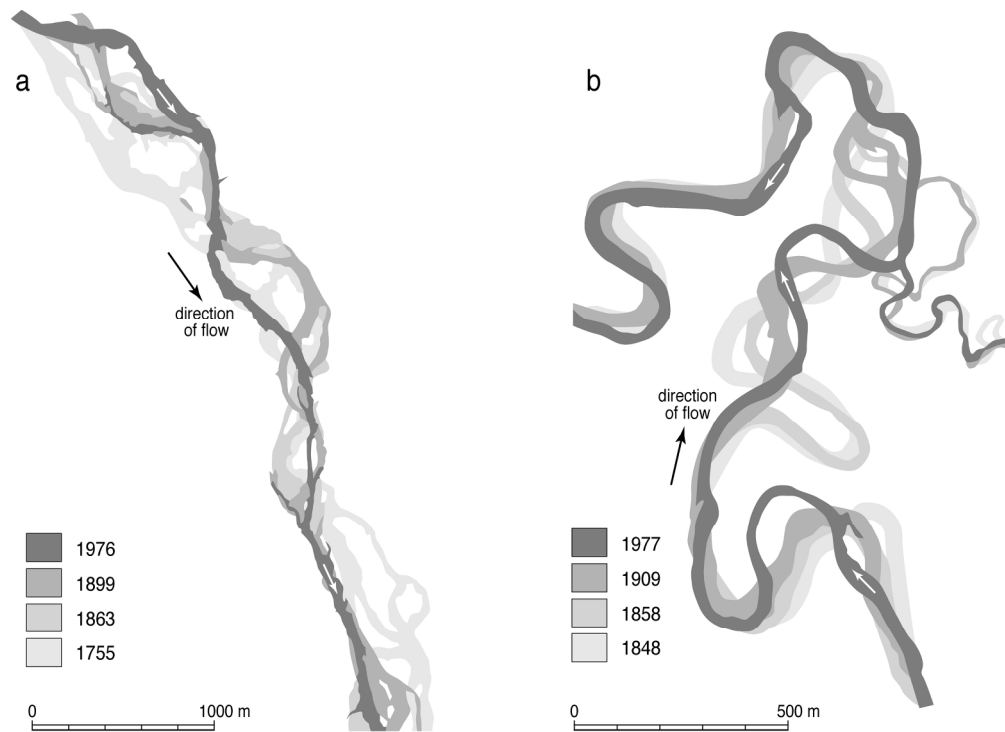 a
direction
of flow
1976
1899
1863
1755
0 1000 m
b
direction
of flow
1977
1909
1858
1848
0 500 m